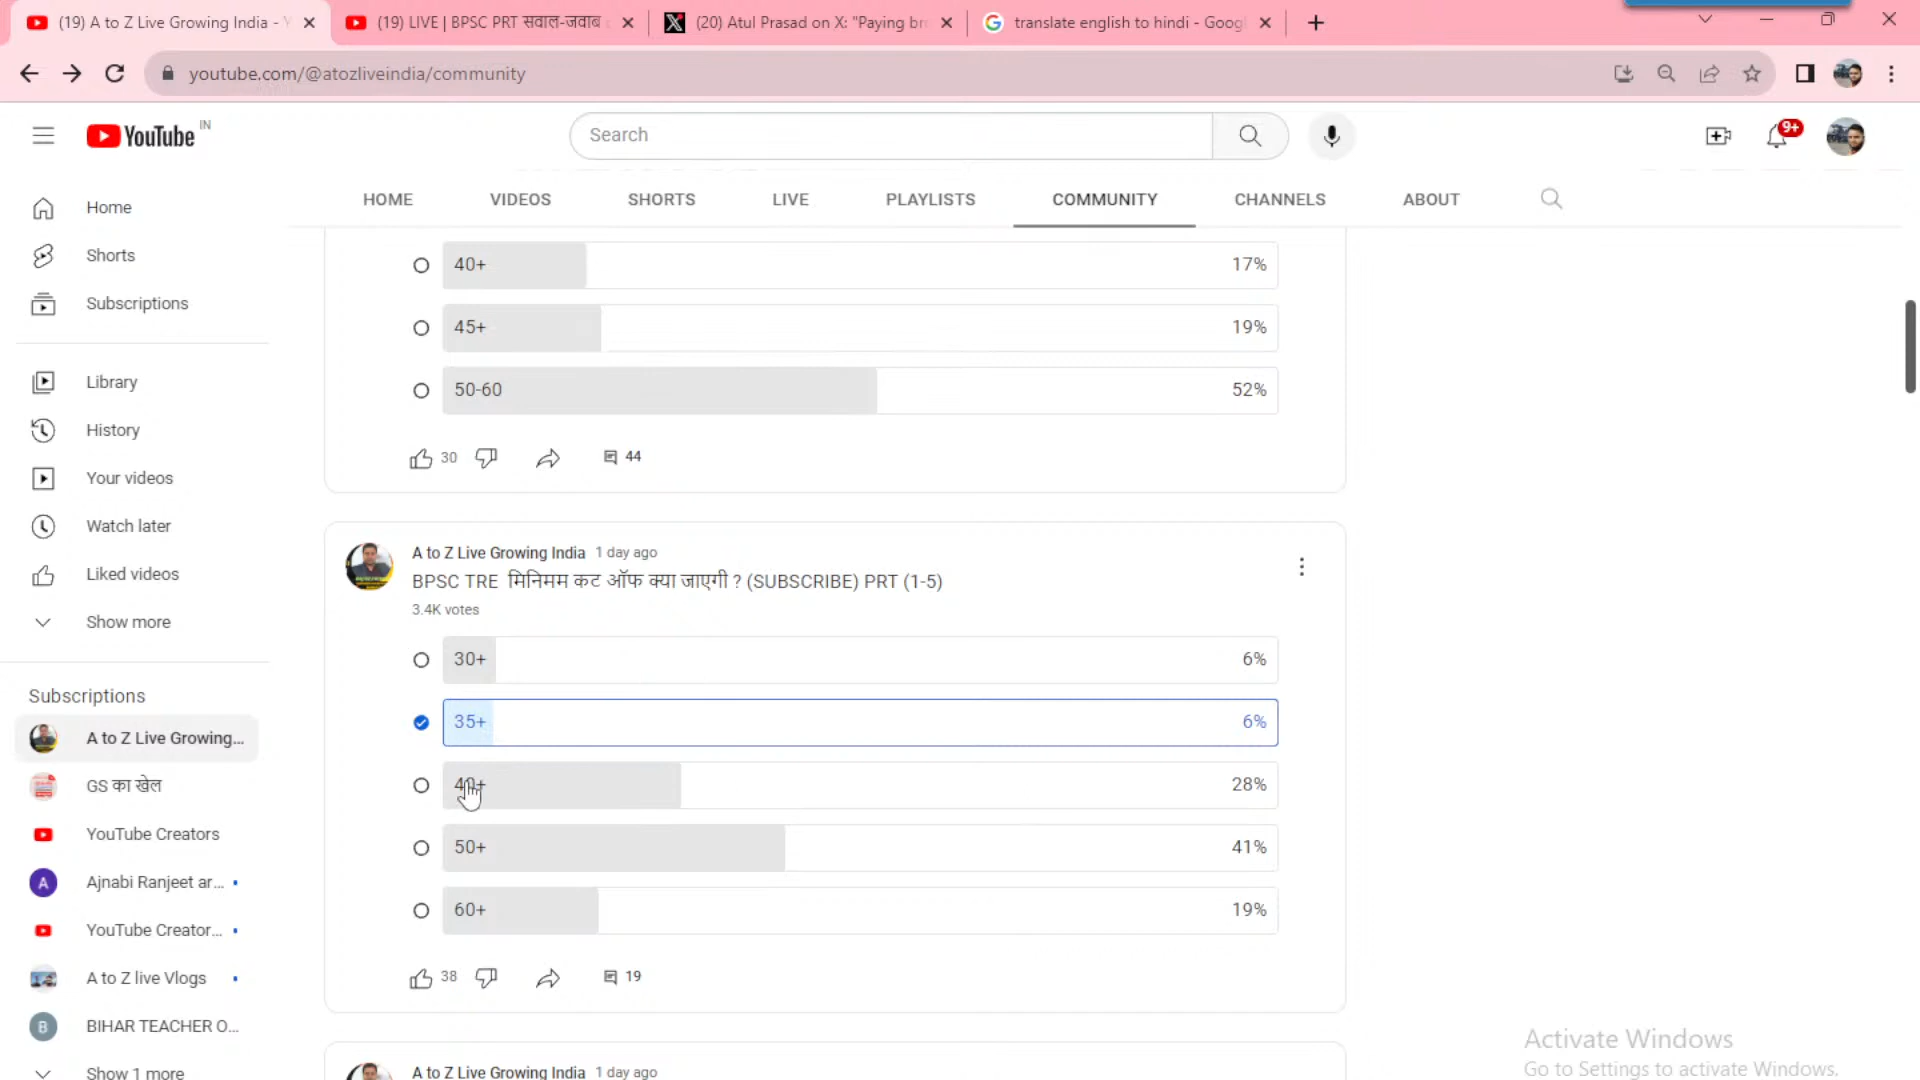 (19) A to Z Live Growing India - Y
(19) LIVE | BPSC PRT सवाल-जवाब
(20) Atul Prasad on X: "Paying br
translate english to hindi - Goog
youtube.com/@atozliveindia/community
YouTube IN
Search
9+
HOME
VIDEOS
SHORTS
LIVE
PLAYLISTS
COMMUNITY
CHANNELS
ABOUT
Home
Shorts
Subscriptions
Library
History
Your videos
Watch later
Liked videos
Show more
Subscriptions
A to Z Live Growing...
GS का खेल
YouTube Creators
A
Ajnabi Ranjeet ar...
YouTube Creator...
A to Z live Vlogs
B
BIHAR TEACHER O...
Show 1 more
40+ 17%
45+ 19%
50-60 52%
30
44
A to Z Live Growing India 1 day ago
BPSC TRE मिनिमम कट ऑफ क्या जाएगी ? (SUBSCRIBE) PRT (1-5)
3.4K votes
30+ 6%
35+ 6%
40+ 28%
50+ 41%
60+ 19%
38
19
A to Z Live Growing India 1 day ago
Activate Windows
Go to Settings to activate Windows.